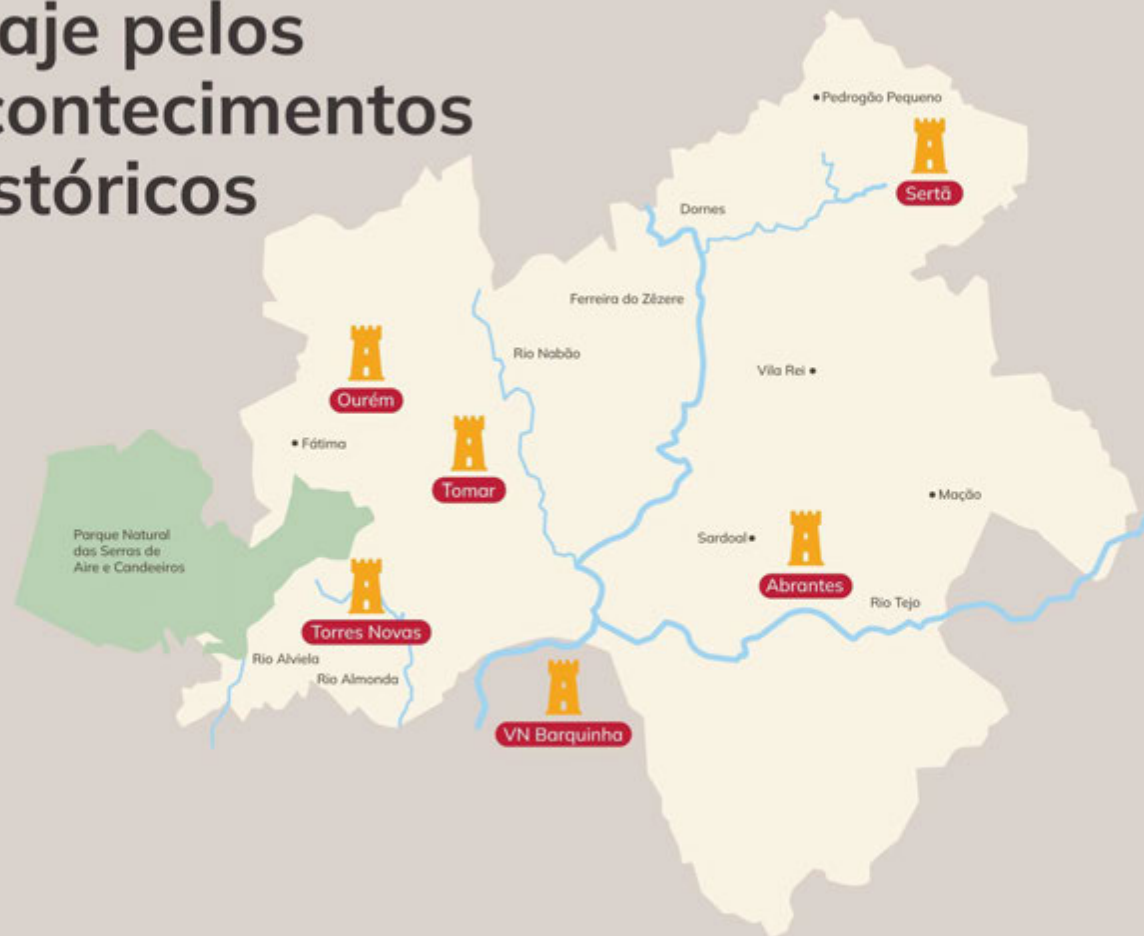 aje pelos
contecimentos
stóricos
Pedrogão Pequeno
Sertã
Dornes
Ferreira do Zêzere
Rio Nabão
Ourém
Vila Rei
Fátima
Tomar
Mação
Parque Natural
das Serras de
Aire e Candeeiros
Sardoal
Abrantes
Rio Tejo
Torres Novas
Rio Alviela
Rio Almonda
VN Barquinha